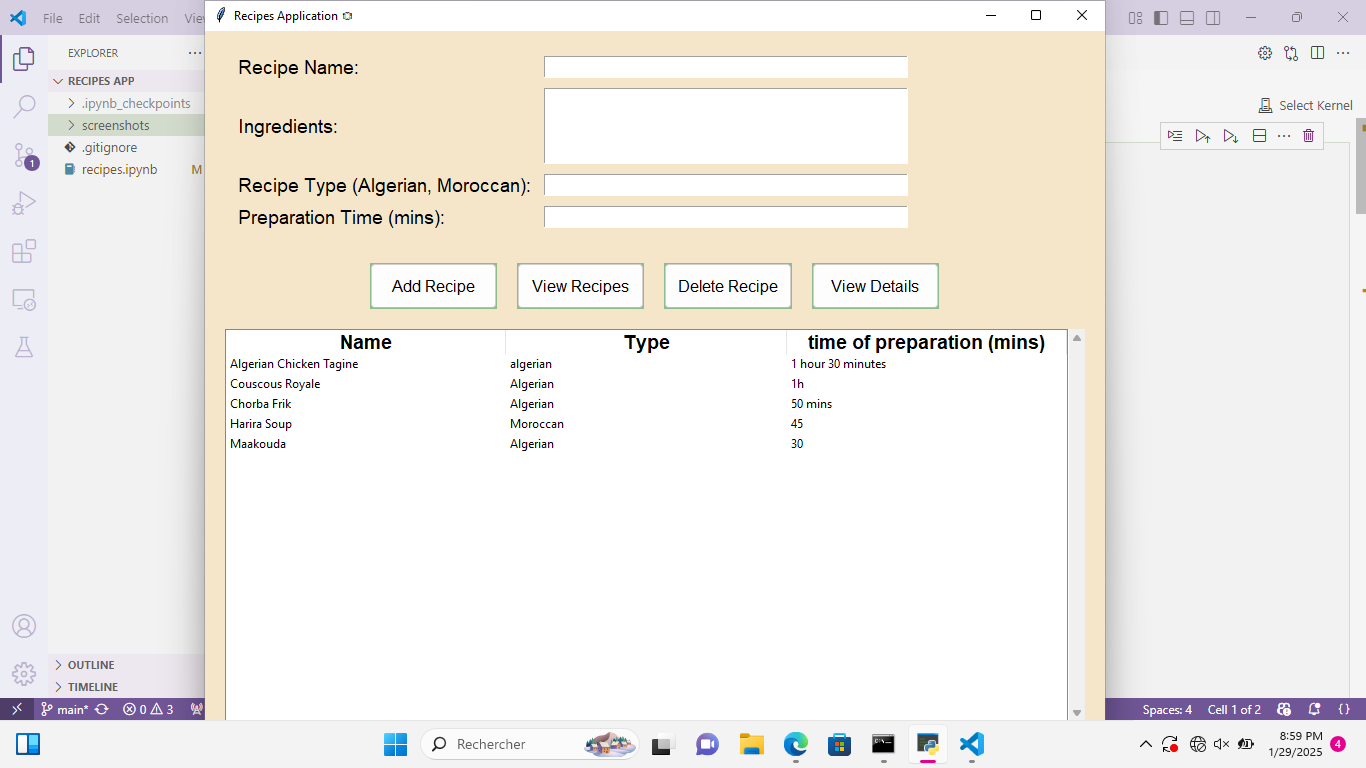 File Edit Selection
Recipes Application
EXPLORER
RECIPES APP
.ipynb_checkpoints
screenshots
.gitignore
recipes.ipynb M
1
Select Kernel
Recipe Name:
Ingredients:
Recipe Type (Algerian, Moroccan):
Preparation Time (mins):
Add Recipe View Recipes Delete Recipe View Details
Name Type time of preparation (mins)
Algerian Chicken Tagine algerian 1 hour 30 minutes
Couscous Royale Algerian 1h
Chorba Frik Algerian 50 mins
Harira Soup Moroccan 45
Maakouda Algerian 30
OUTLINE
TIMELINE
main* 0 3 Spaces: 4 Cell 1 of 2
Rechercher 8:59 PM
1/29/2025 4